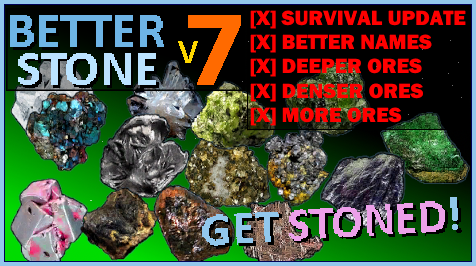 BETTER
STONE
v7
[X] SURVIVAL UPDATE
[X] BETTER NAMES
[X] DEEPER ORES
[X] DENSER ORES
[X] MORE ORES
GET STONED!